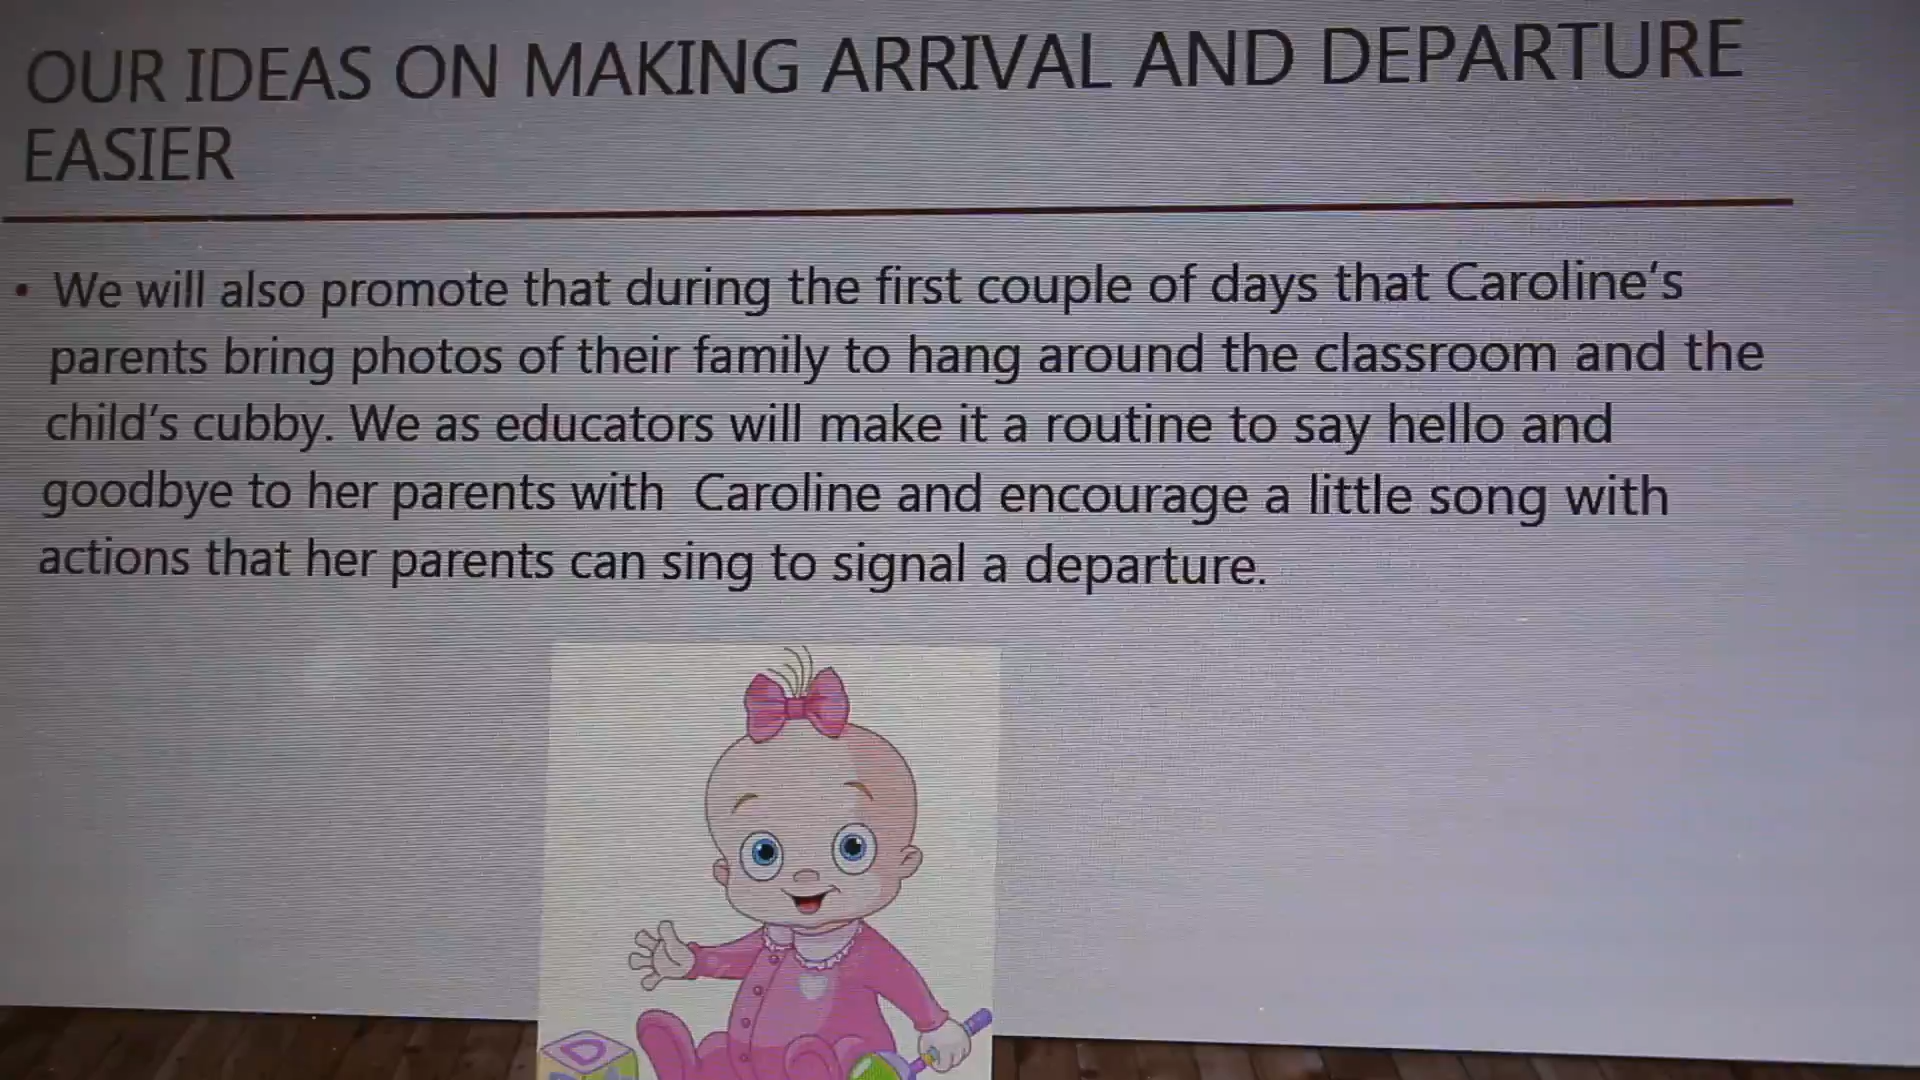 OUR IDEAS ON MAKING ARRIVAL AND DEPARTURE
EASIER
• We will also promote that during the first couple of days that Caroline's
parents bring photos of their family to hang around the classroom and the
child's cubby. We as educators will make it a routine to say hello and
goodbye to her parents with  Caroline and encourage a little song with
actions that her parents can sing to signal a departure.
D